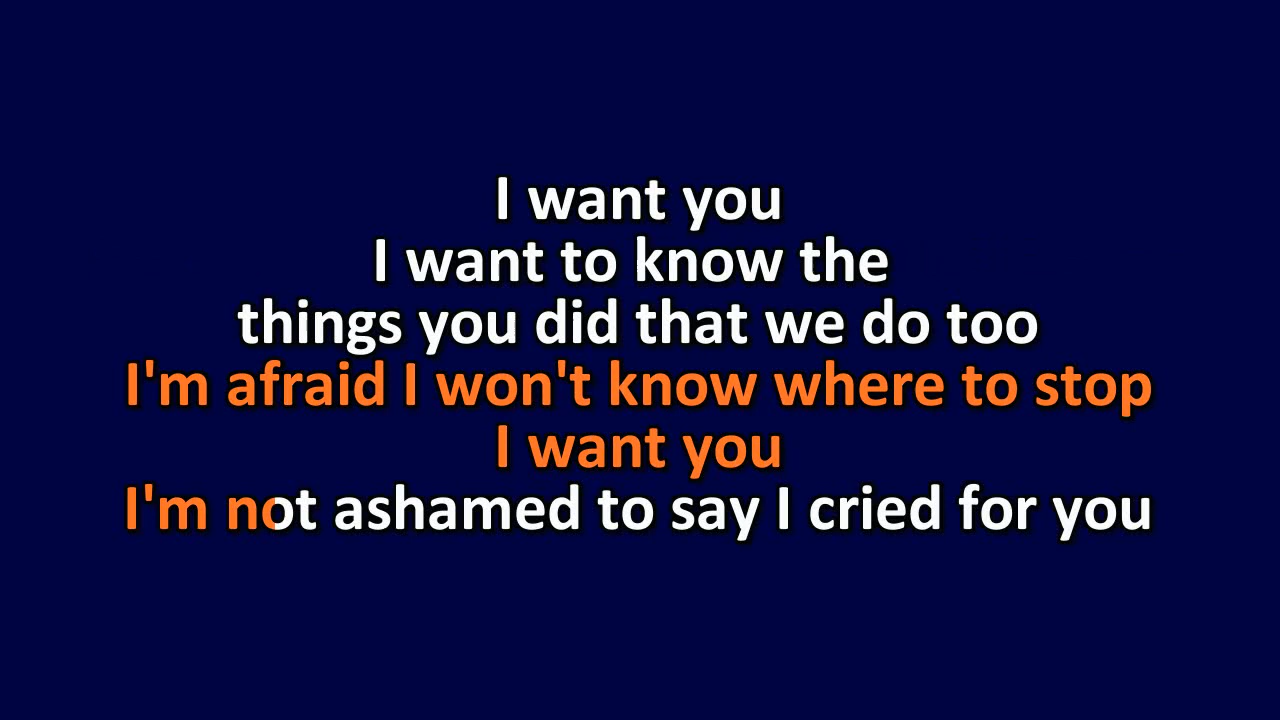 I want you
I want to know the
things you did that we do too
I'm afraid I won't know where to stop
I want you
I'm not ashamed to say I cried for you